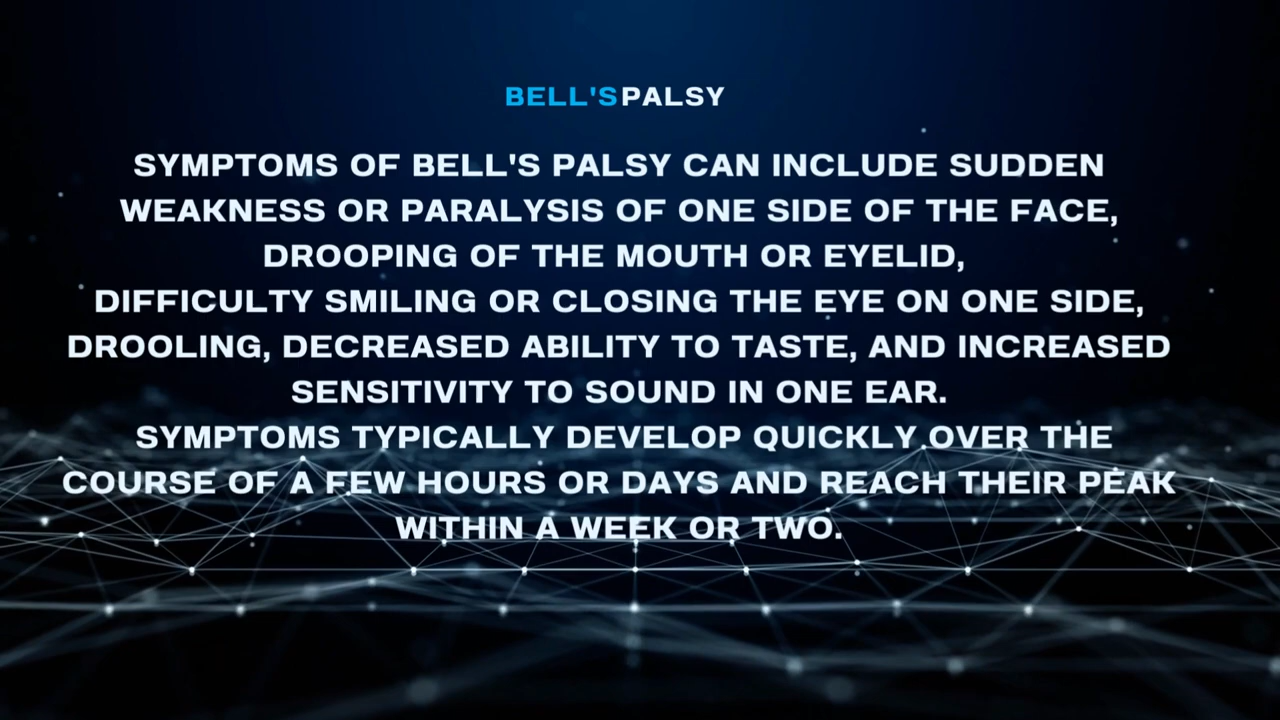 BELL'S PALSY
SYMPTOMS OF BELL'S PALSY CAN INCLUDE SUDDEN
WEAKNESS OR PARALYSIS OF ONE SIDE OF THE FACE,
DROOPING OF THE MOUTH OR EYELID,
DIFFICULTY SMILING OR CLOSING THE EYE ON ONE SIDE,
DROOLING, DECREASED ABILITY TO TASTE, AND INCREASED
SENSITIVITY TO SOUND IN ONE EAR.
SYMPTOMS TYPICALLY DEVELOP QUICKLY OVER THE
COURSE OF A FEW HOURS OR DAYS AND REACH THEIR PEAK
WITHIN A WEEK OR TWO.